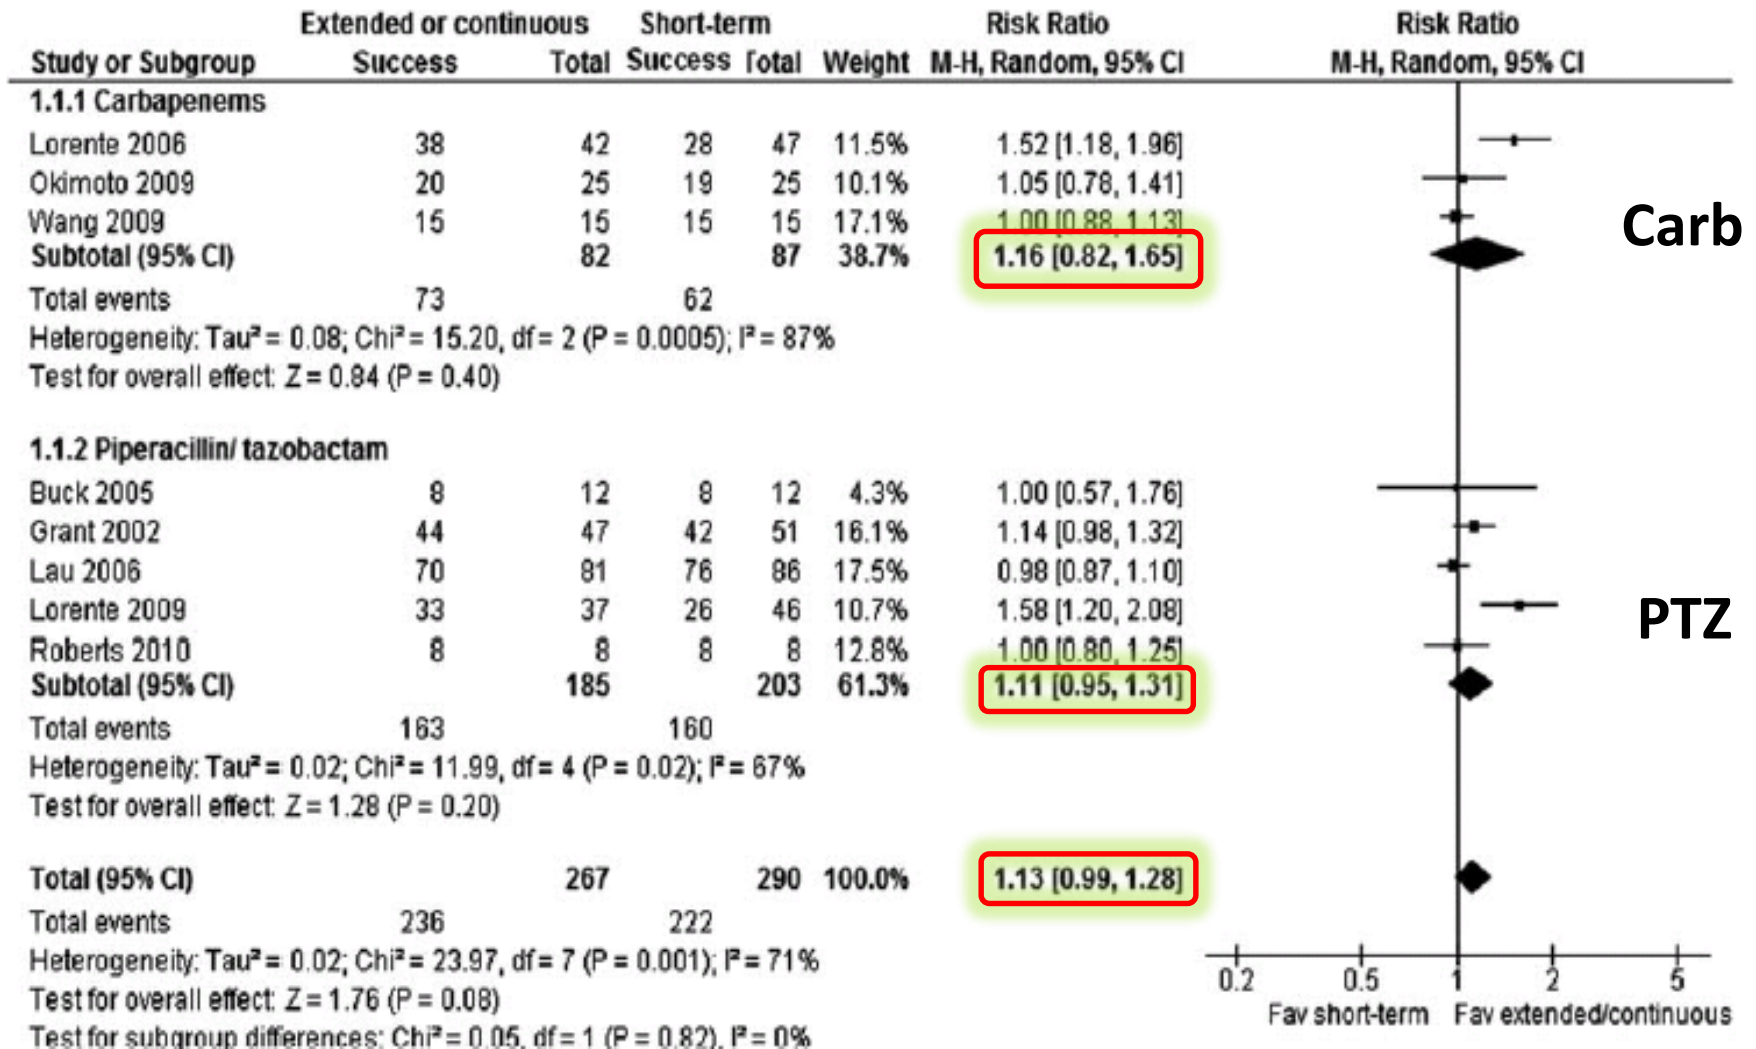 Extended or continuous Short-term Risk Ratio Risk Ratio
Study or Subgroup Success Total Success Total Weight M-H, Random, 95% CI M-H, Random, 95% CI
1.1.1 Carbapenems
Lorente 2006 38 42 28 47 11.5% 1.52 [1.18, 1.96]
Okimoto 2009 20 25 19 25 10.1% 1.05 [0.78, 1.41]
Wang 2009 15 15 15 15 17.1% 1.00 [0.88, 1.13]
Carb
Subtotal (95% CI) 82 87 38.7% 1.16 [0.82, 1.65]
Total events 73 62
Heterogeneity: Tau² = 0.08; Chi² = 15.20, df = 2 (P = 0.0005); I² = 87%
Test for overall effect: Z = 0.84 (P = 0.40)
1.1.2 Piperacillin/ tazobactam
Buck 2005 8 12 8 12 4.3% 1.00 [0.57, 1.76]
Grant 2002 44 47 42 51 16.1% 1.14 [0.98, 1.32]
Lau 2006 70 81 76 86 17.5% 0.98 [0.87, 1.10]
Lorente 2009 33 37 26 46 10.7% 1.58 [1.20, 2.08]
PTZ
Roberts 2010 8 8 8 8 12.8% 1.00 [0.80, 1.25]
Subtotal (95% CI) 185 203 61.3% 1.11 [0.95, 1.31]
Total events 163 160
Heterogeneity: Tau² = 0.02; Chi² = 11.99, df = 4 (P = 0.02); I² = 67%
Test for overall effect: Z = 1.28 (P = 0.20)
Total (95% CI) 267 290 100.0% 1.13 [0.99, 1.28]
Total events 236 222
Heterogeneity: Tau² = 0.02; Chi² = 23.97, df = 7 (P = 0.001); I² = 71%
0.2 0.5 1 2 5
Test for overall effect: Z = 1.76 (P = 0.08)
Fav short-term Fav extended/continuous
Test for subgroup differences: Chi² = 0.05, df = 1 (P = 0.82), I² = 0%